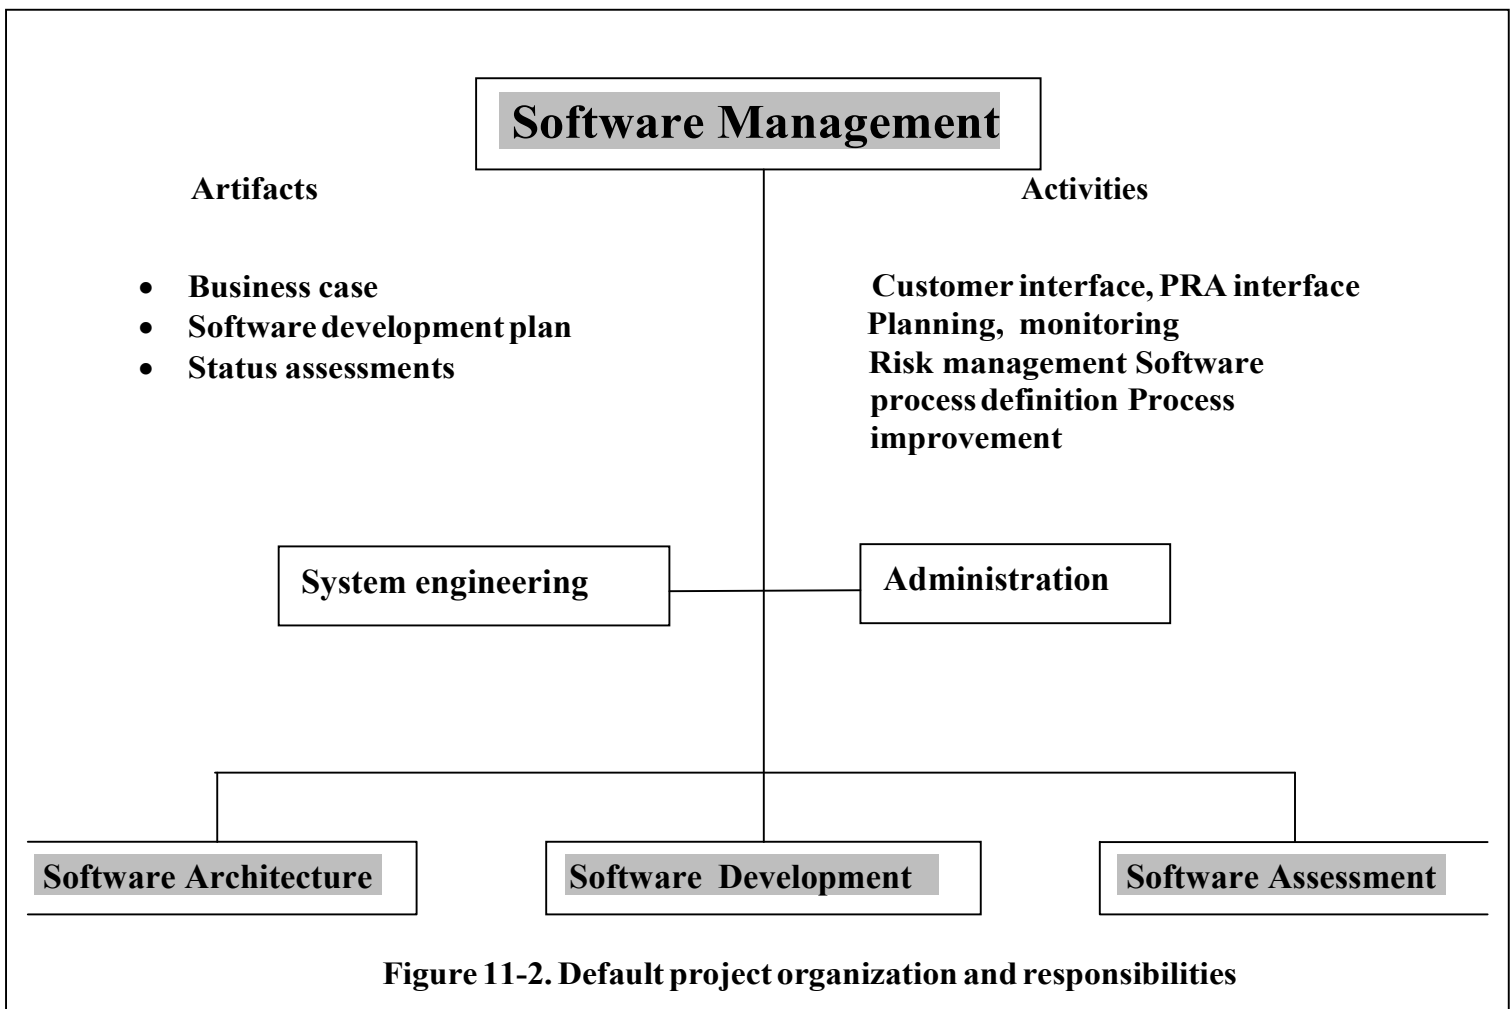 Software Management
Artifacts
Activities
• Business case
• Software development plan
• Status assessments
Customer interface, PRA interface
Planning, monitoring
Risk management Software
process definition Process
improvement
System engineering
Administration
Software Architecture
Software Development
Software Assessment
Figure 11-2. Default project organization and responsibilities